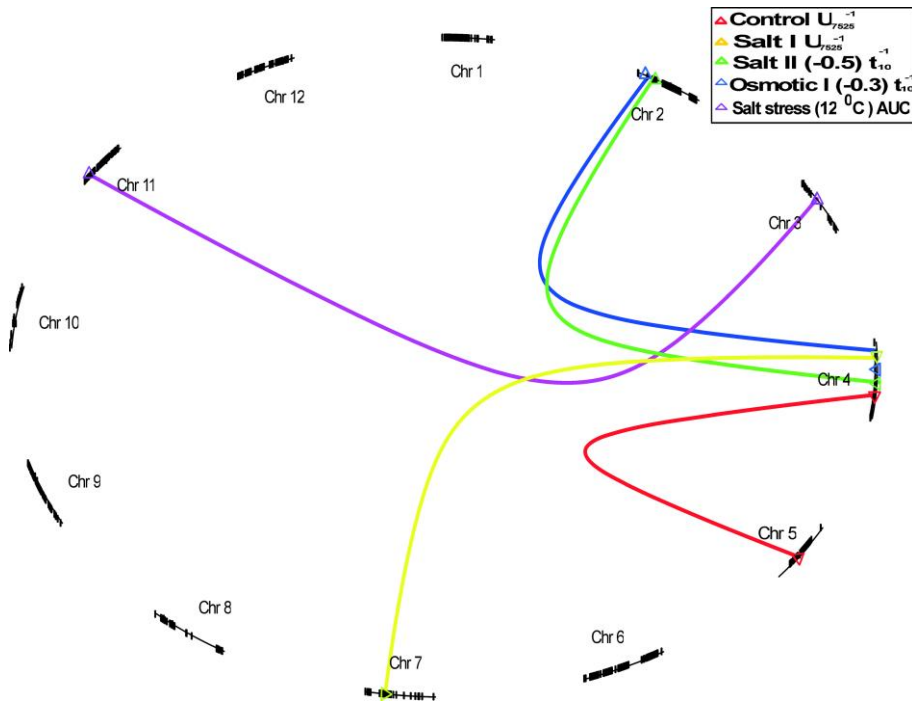 Control U₇₅₂₅⁻¹
Salt I U₇₅₂₅⁻¹
Salt II (-0.5) t₁₀⁻¹
Osmotic I (-0.3) t₁₀⁻¹
Salt stress (12 ⁰C ) AUC
Chr 1
Chr 2
Chr 3
Chr 4
Chr 5
Chr 6
Chr 7
Chr 8
Chr 9
Chr 10
Chr 11
Chr 12